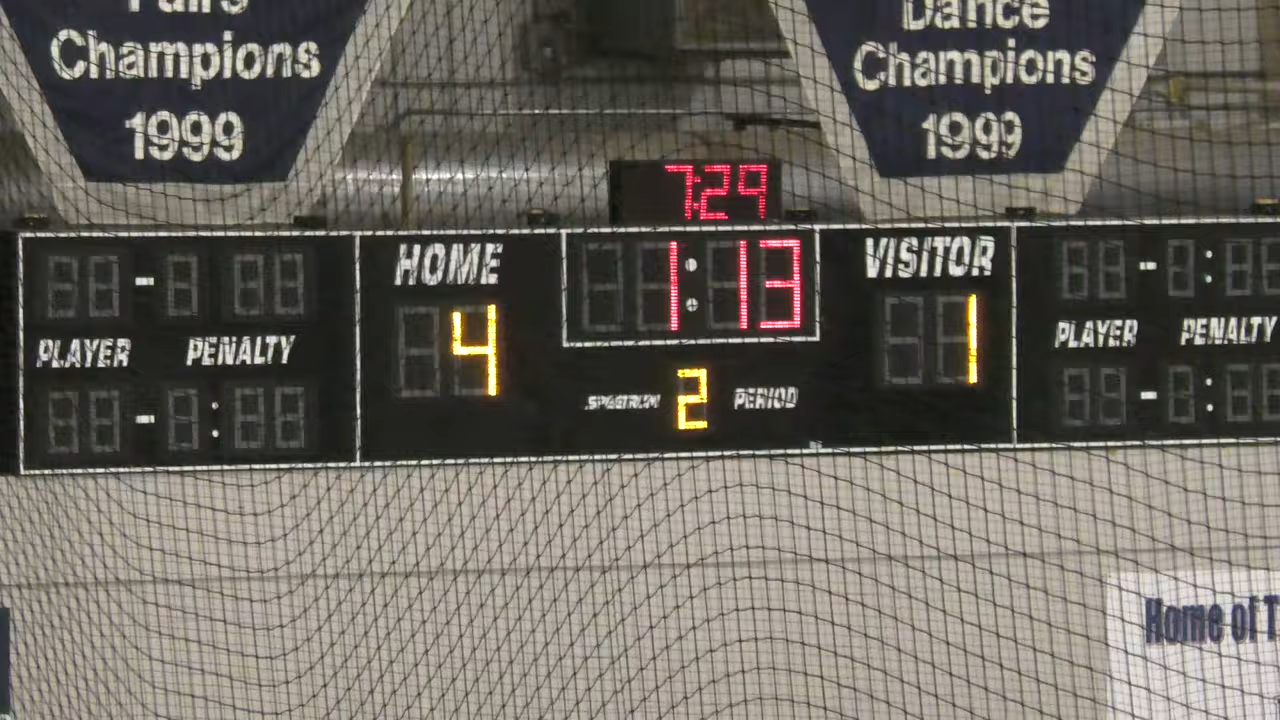 Pairs
Champions
1999
Dance
Champions
1999
7:29
HOME
1:13
VISITOR
4
1
PLAYER PENALTY
PLAYER PENALTY
SPECTRUM 2 PERIOD
Home of T